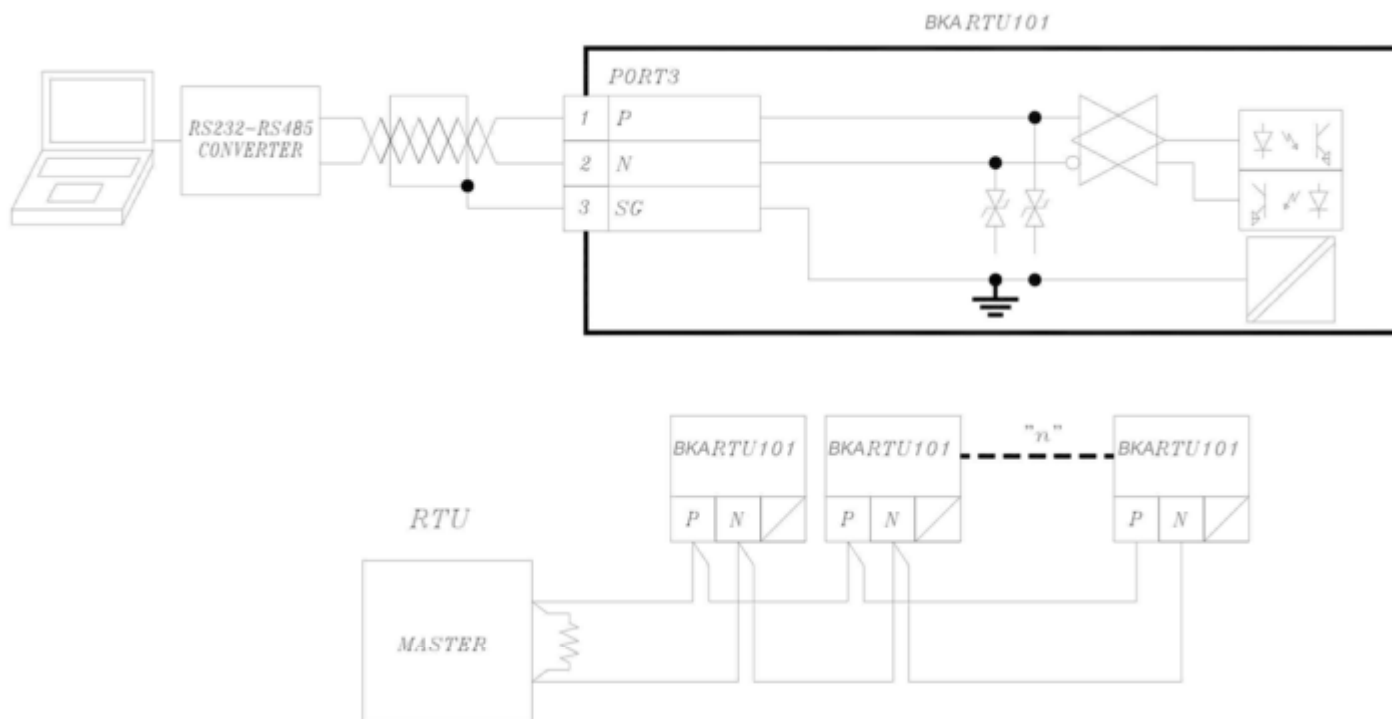 BKARTU101
PORT3
RS232-RS485
CONVERTER
1 P
2 N
3 SG
"n"
BKARTU101
BKARTU101
BKARTU101
P N
P N
P N
RTU
MASTER